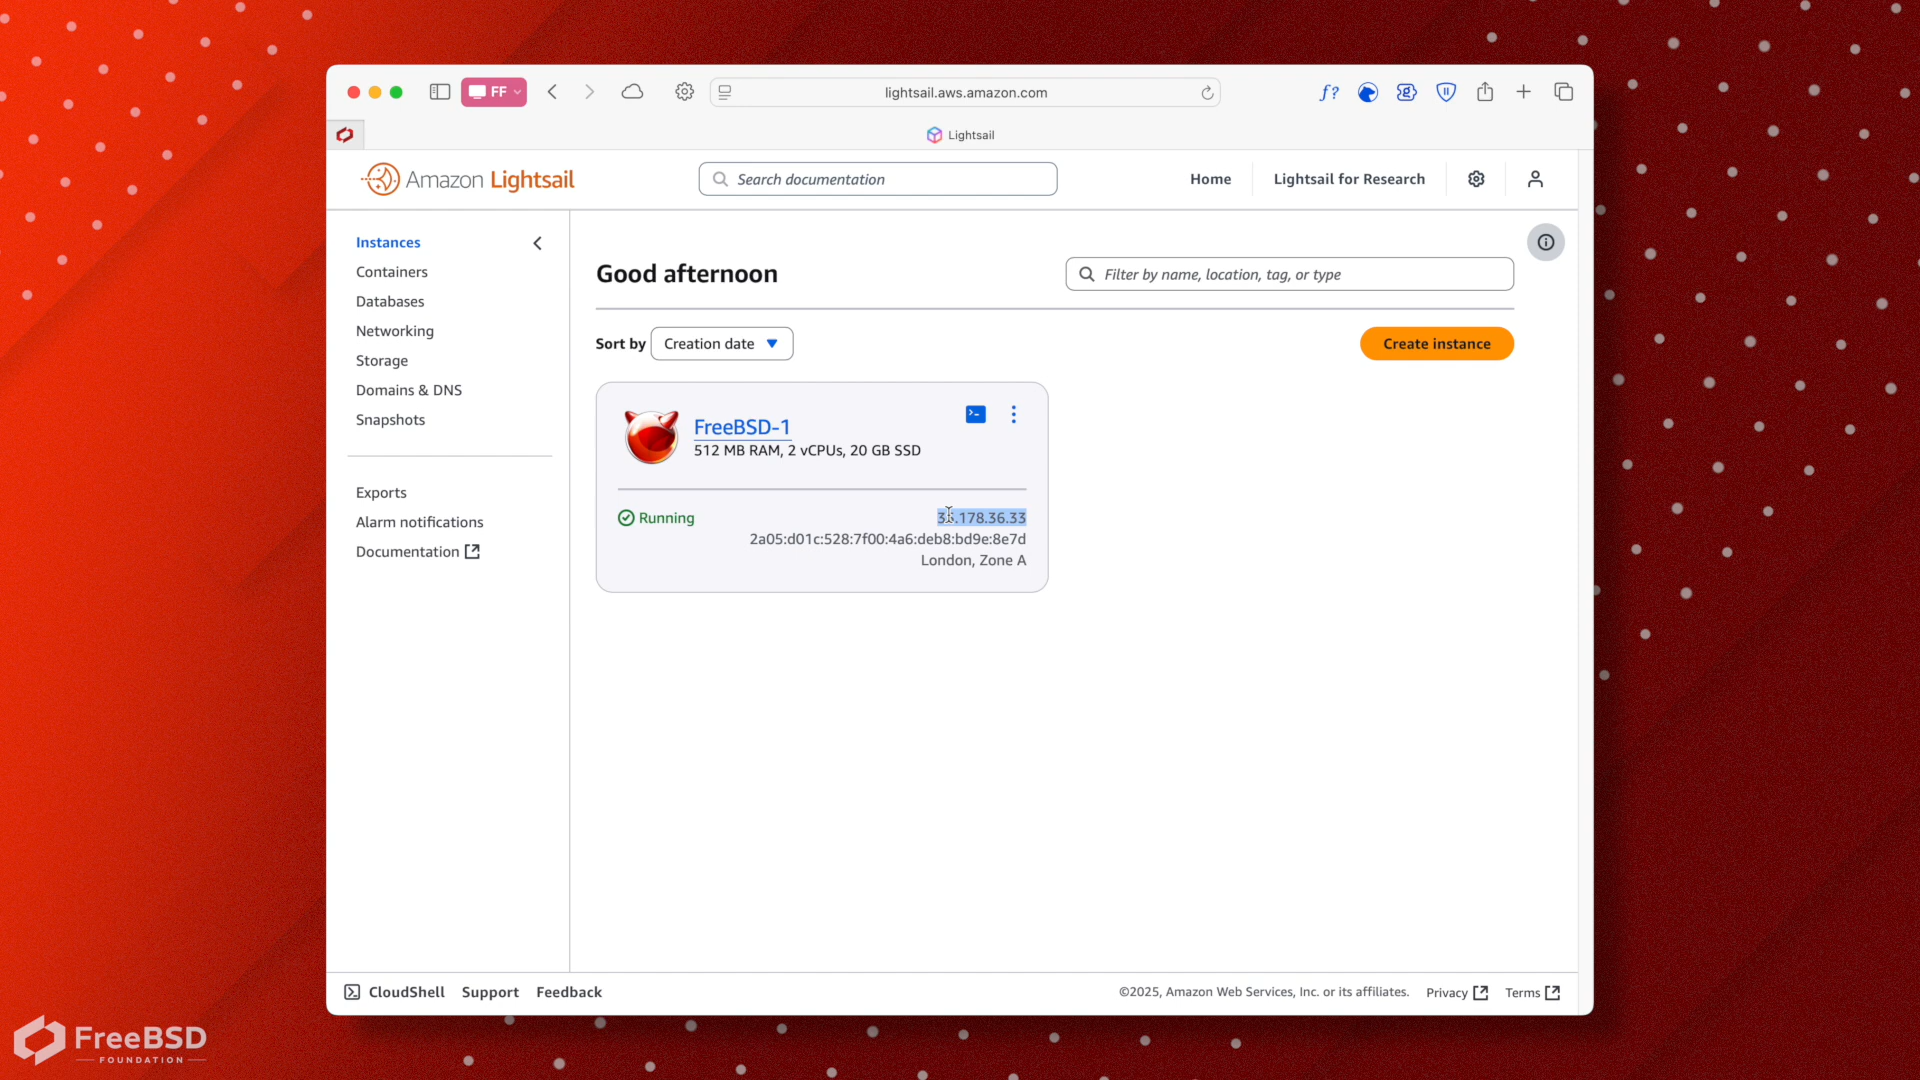 FF
lightsail.aws.amazon.com
Lightsail
Amazon Lightsail
Search documentation
Home
Lightsail for Research
Instances
Containers
Databases
Networking
Storage
Domains & DNS
Snapshots
Exports
Alarm notifications
Documentation
Good afternoon
Filter by name, location, tag, or type
Sort by
Creation date
Create instance
FreeBSD-1
512 MB RAM, 2 vCPUs, 20 GB SSD
Running
2a05:d01c:528:7f00:4a6:deb8:bd9e:8e7d
London, Zone A
CloudShell
Support
Feedback
©2025, Amazon Web Services, Inc. or its affiliates.
Privacy
Terms
FreeBSD
FOUNDATION